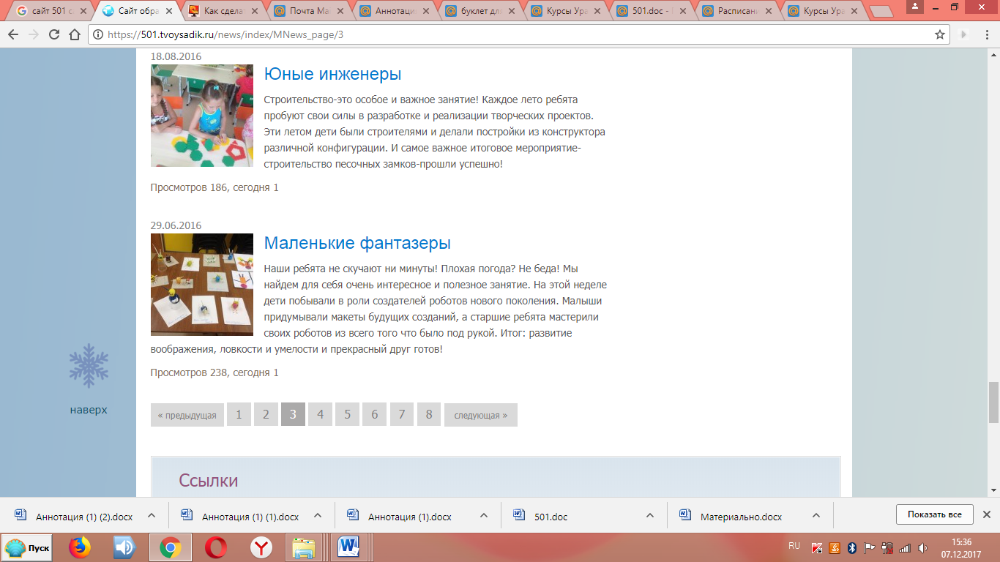 сайт 501 с
Сайт обра
Как сдела
Почта Ма
Аннотаци
буклет дл
Курсы Ура
501.doc -
Расписан
Курсы Ура
https://501.tvoysadik.ru/news/index/MNews_page/3
18.08.2016
Юные инженеры
Строительство-это особое и важное занятие! Каждое лето ребята
пробуют свои силы в разработке и реализации творческих проектов.
Эти летом дети были строителями и делали постройки из конструктора
различной конфигурации. И самое важное итоговое мероприятие-
строительство песочных замков-прошли успешно!
Просмотров 186, сегодня 1
29.06.2016
Маленькие фантазеры
Наши ребята не скучают ни минуты! Плохая погода? Не беда! Мы
найдем для себя очень интересное и полезное занятие. На этой неделе
дети побывали в роли создателей роботов нового поколения. Малыши
придумывали макеты будущих созданий, а старшие ребята мастерили
своих роботов из всего того что было под рукой. Итог: развитие
воображения, ловкости и умелости и прекрасный друг готов!
Просмотров 238, сегодня 1
наверх
« предыдущая 1 2 3 4 5 6 7 8 следующая »
Ссылки
Аннотация (1) (2).docx
Аннотация (1) (1).docx
Аннотация (1).docx
501.doc
Материально.docx
Показать все
Пуск
RU
15:36
07.12.2017